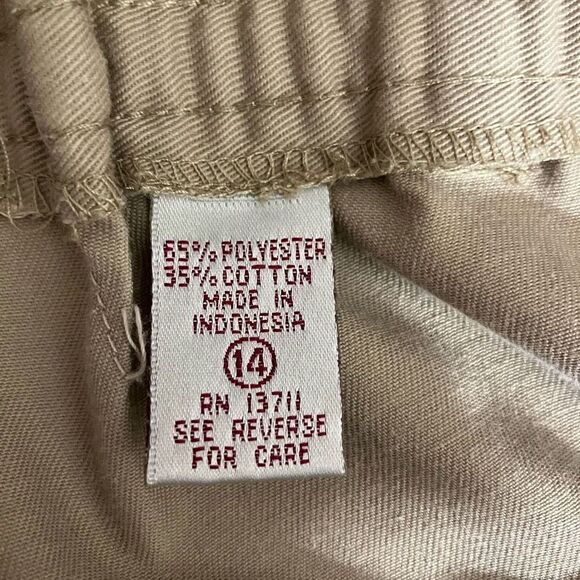 65% POLYESTER
35% COTTON
MADE IN
INDONESIA
14
RN 13711
SEE REVERSE
FOR CARE